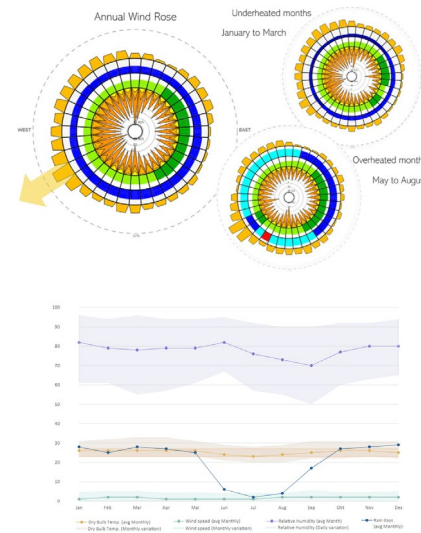 Annual Wind Rose
Underheated months
January to March
WEST
EAST
Overheated month
May to Augus
100
90
80
70
60
50
40
30
20
10
0
Jan Feb Mar Apr May Jun Jul Aug Sep Okt Nov Dec
Dry Bulb Temp. (avg Monthly) Wind speed (avg Monthly) Relative humidity (avg Month) Rain days (avg Monthly)
Dry Bulb Temp. (Monthly variation) Wind speed (Monthly variation) Relative humidity (Daily variation)